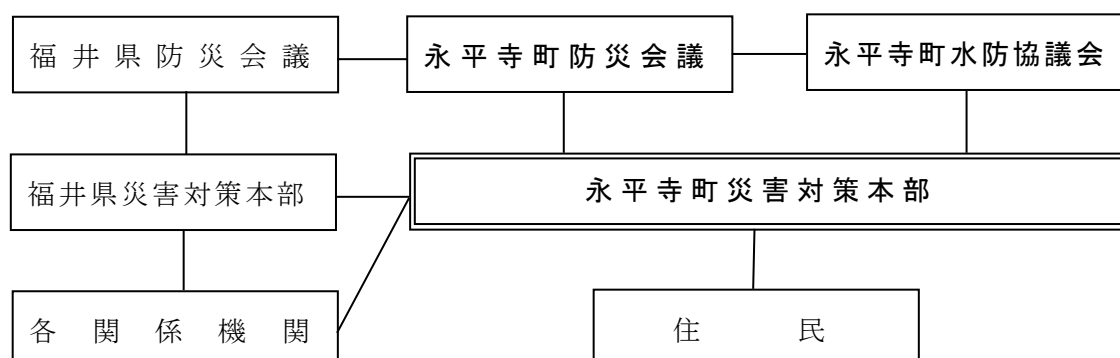 福井県防災会議
永平寺町防災会議
永平寺町水防協議会
福井県災害対策本部
永平寺町災害対策本部
各関係機関
住民